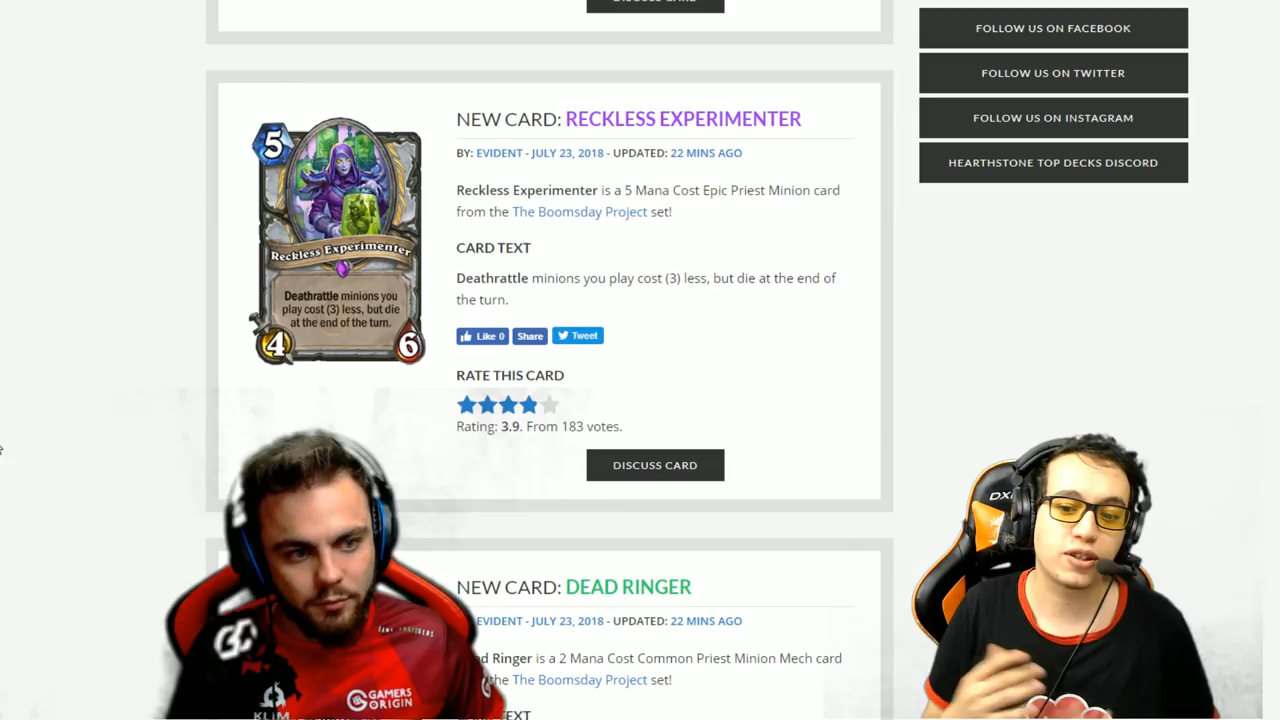 FOLLOW US ON FACEBOOK
FOLLOW US ON TWITTER
FOLLOW US ON INSTAGRAM
HEARTHSTONE TOP DECKS DISCORD
5
Reckless Experimenter
Deathrattle minions you
play cost (3) less, but die
at the end of the turn.
4
6
NEW CARD: RECKLESS EXPERIMENTER
BY: EVIDENT - JULY 23, 2018 - UPDATED: 22 MINS AGO
Reckless Experimenter is a 5 Mana Cost Epic Priest Minion card
from the The Boomsday Project set!
CARD TEXT
Deathrattle minions you play cost (3) less, but die at the end of
the turn.
Like 0
Share
Tweet
RATE THIS CARD
Rating: 3.9. From 183 votes.
DISCUSS CARD
NEW CARD: DEAD RINGER
EVIDENT - JULY 23, 2018 - UPDATED: 22 MINS AGO
Ringer is a 2 Mana Cost Common Priest Minion Mech card
the The Boomsday Project set!
TEXT
GAMERS
ORIGIN
KLIM